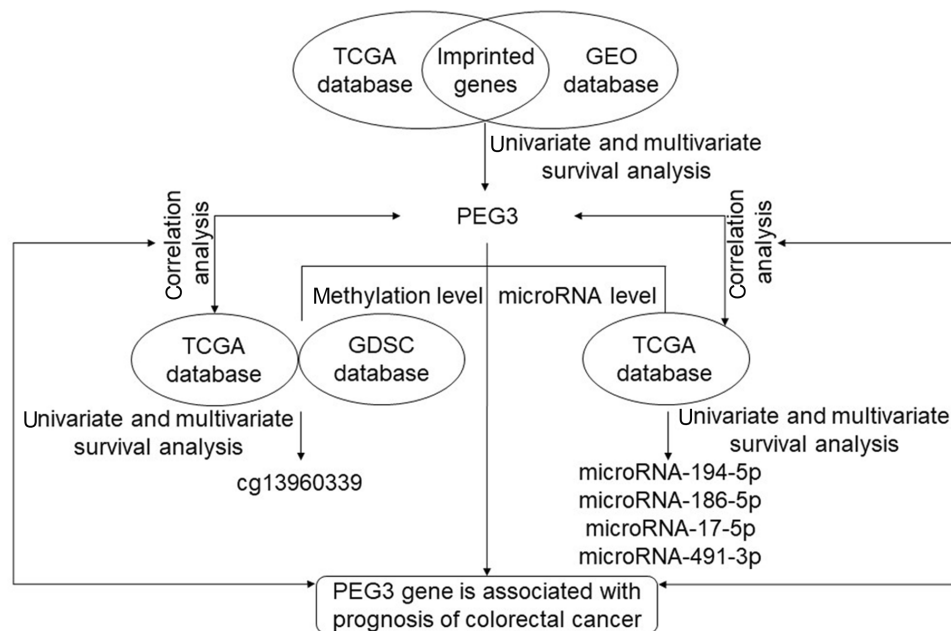 TCGA
database
Imprinted
genes
GEO
database
Univariate and multivariate
survival analysis
PEG3
Correlation
analysis
Correlation
analysis
Methylation level
microRNA level
TCGA
database
GDSC
database
TCGA
database
Univariate and multivariate
survival analysis
Univariate and multivariate
survival analysis
cg13960339
microRNA-194-5p
microRNA-186-5p
microRNA-17-5p
microRNA-491-3p
PEG3 gene is associated with
prognosis of colorectal cancer